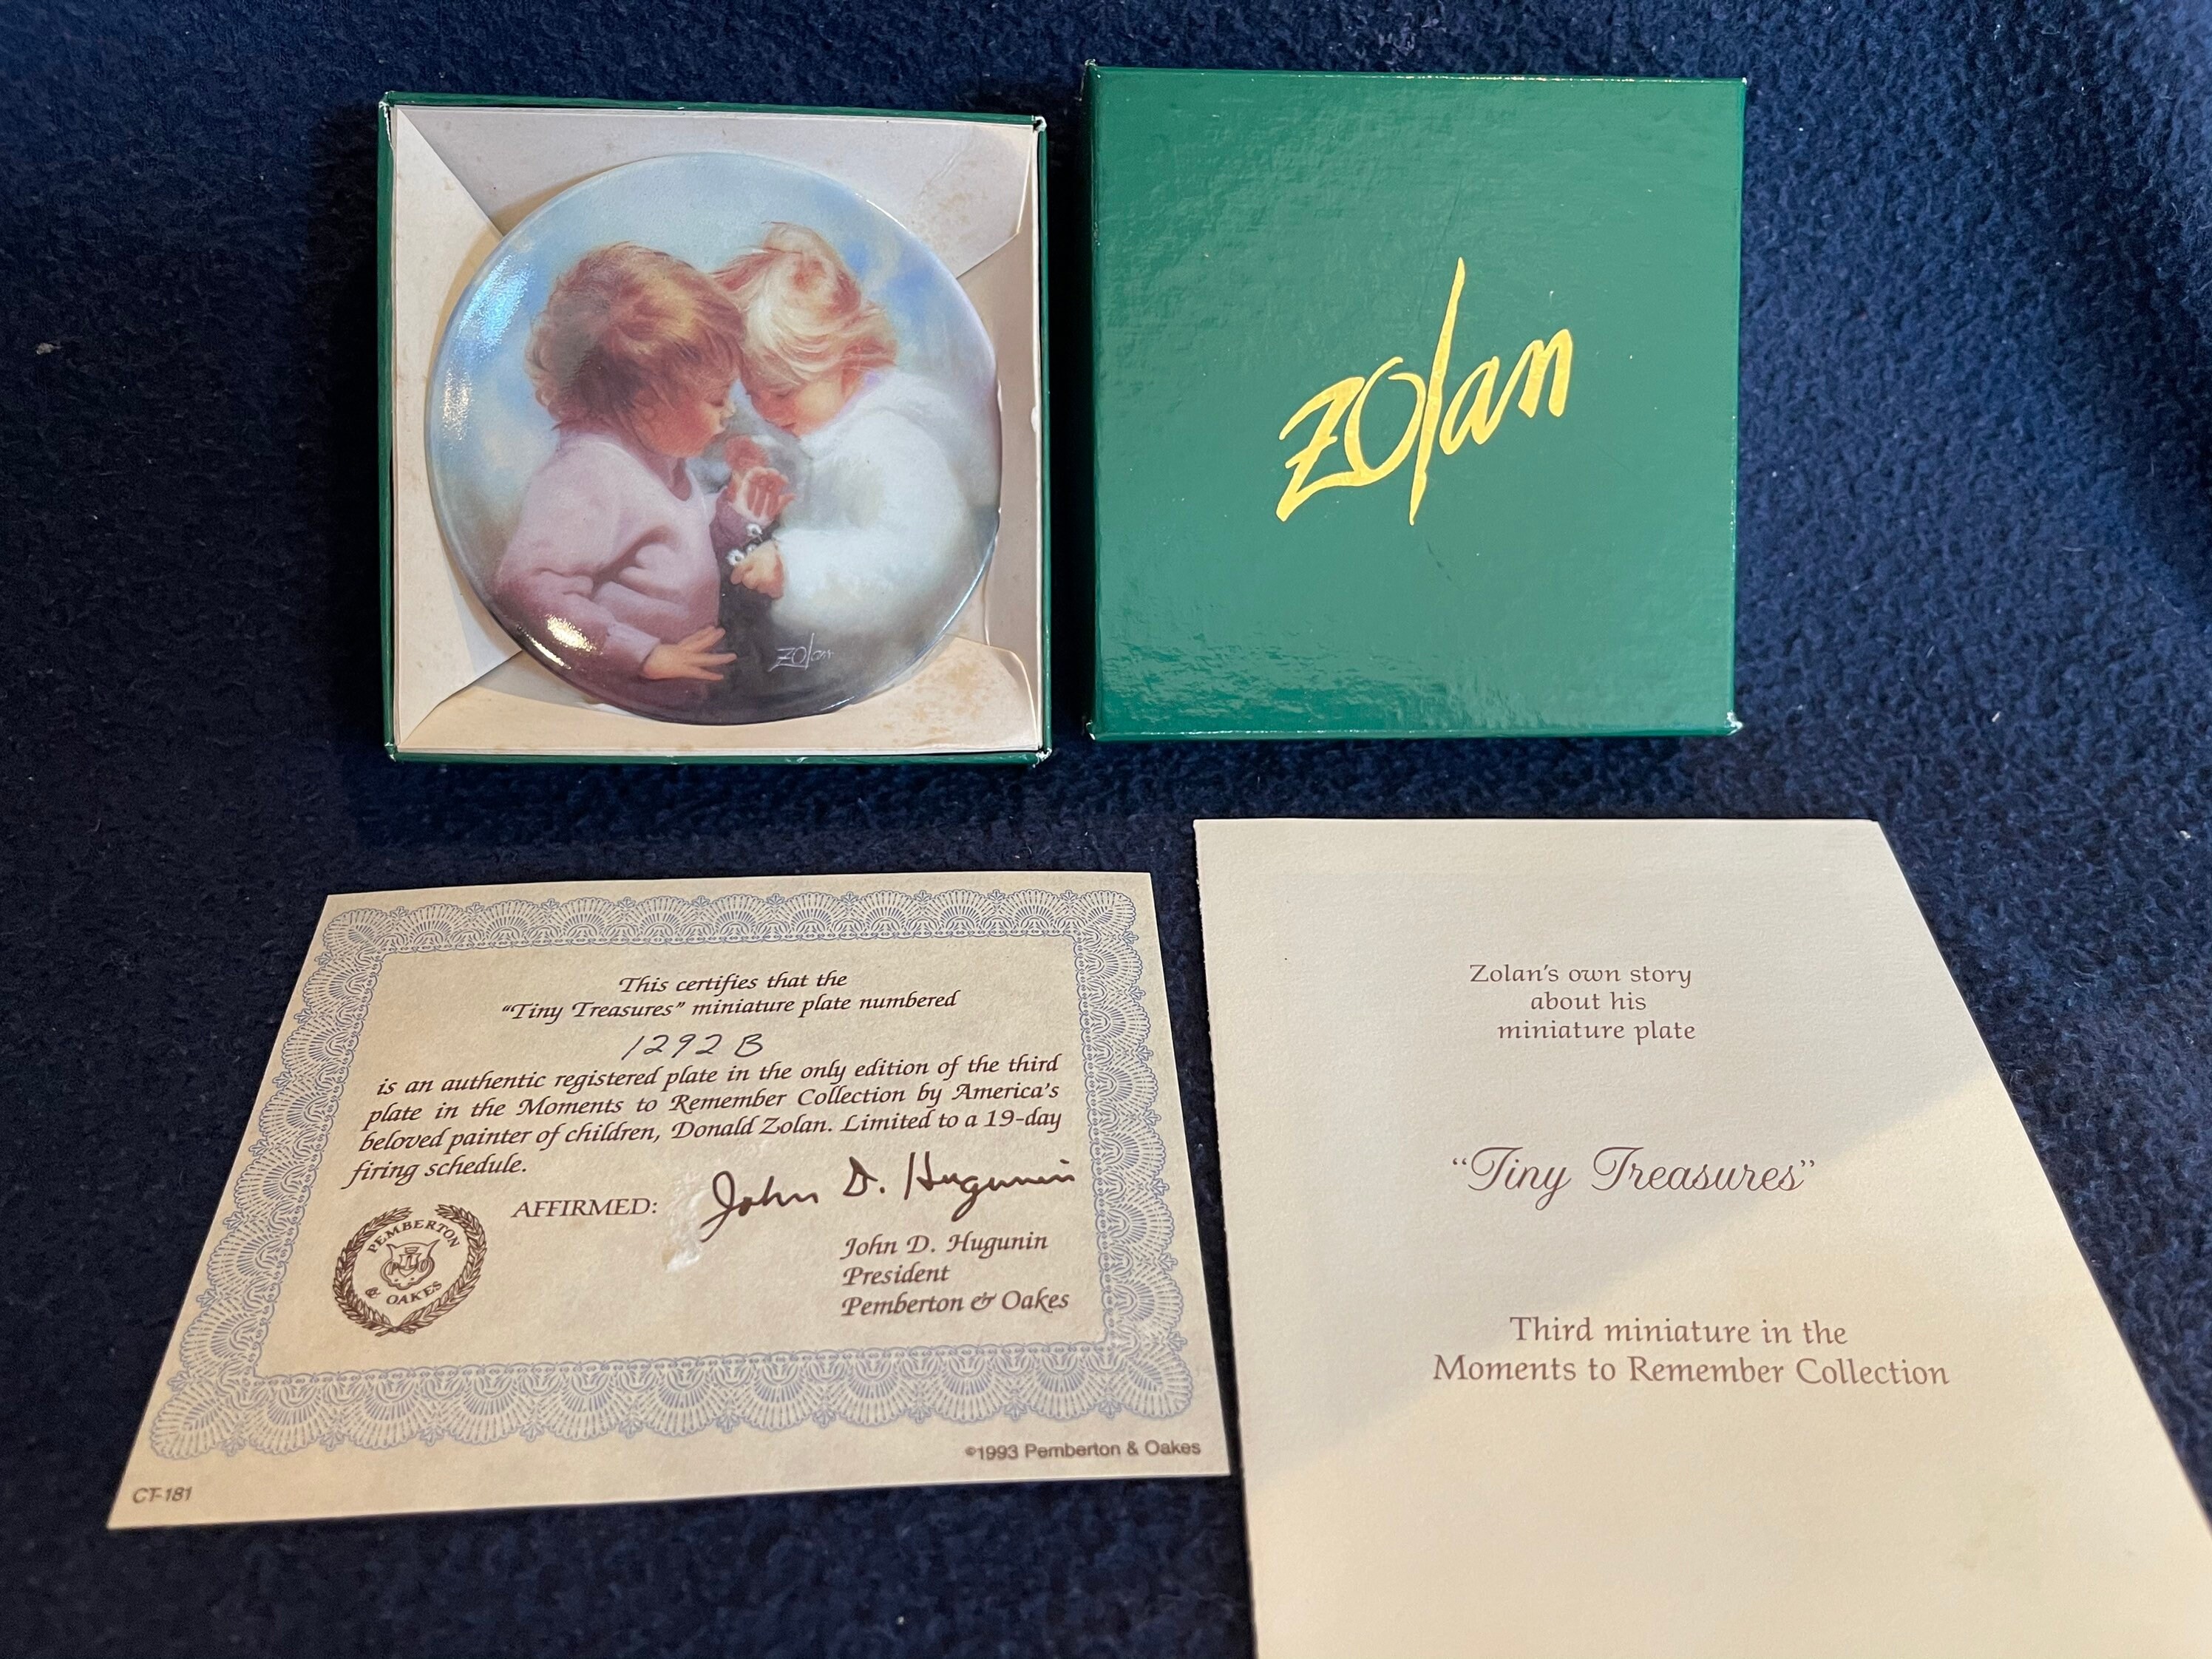 zolan
zolan
This certifies that the
"Tiny Treasures" miniature plate numbered
1292 B
is an authentic registered plate in the only edition of the third
plate in the Moments to Remember Collection by America's
beloved painter of children, Donald Zolan. Limited to a 19-day
firing schedule.
AFFIRMED: John D. Hugunin
John D. Hugunin
President
Pemberton & Oakes
PEMBERTON
& OAKES
©1993 Pemberton & Oakes
CT-181
Zolan's own story
about his
miniature plate
"Tiny Treasures"
Third miniature in the
Moments to Remember Collection